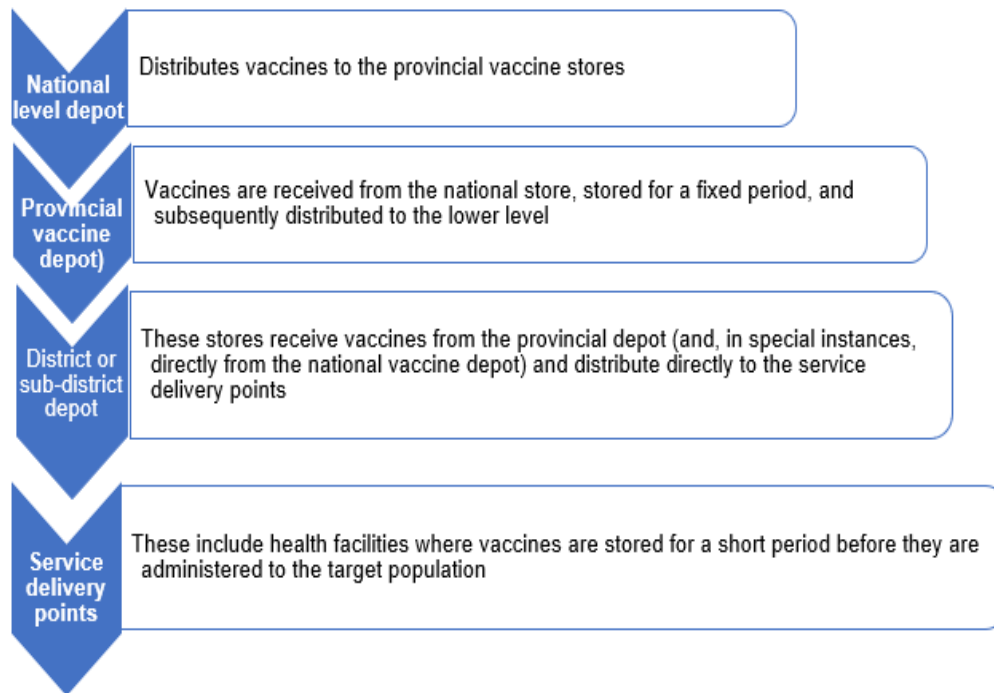 National
level depot
Distributes vaccines to the provincial vaccine stores
Provincial
vaccine
depot)
Vaccines are received from the national store, stored for a fixed period, and
subsequently distributed to the lower level
District or
sub-district
depot
These stores receive vaccines from the provincial depot (and, in special instances,
directly from the national vaccine depot) and distribute directly to the service
delivery points
Service
delivery
points
These include health facilities where vaccines are stored for a short period before they are
administered to the target population